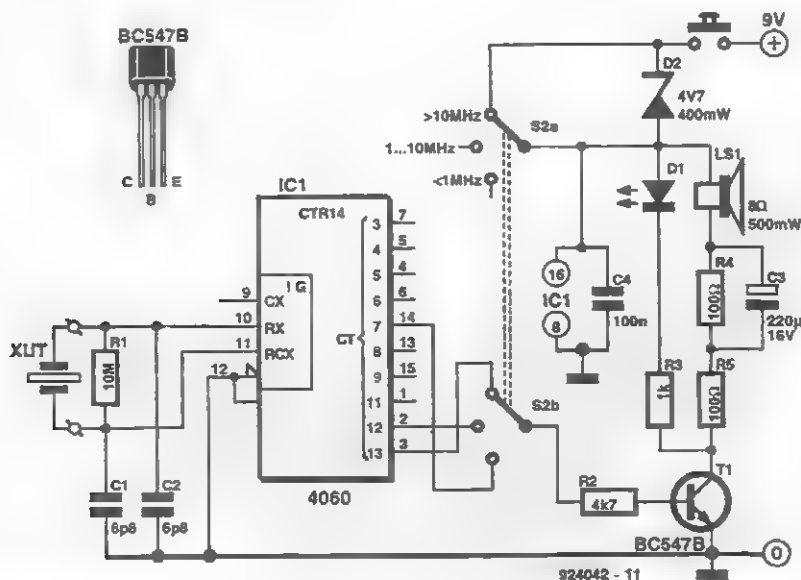 BC547B
C
B
E
9V
+
D2
4V7
400mW
>10MHz
S2a
1...10MHz
<1MHz
D1
LS1
8Ω
500mW
IC1
CTR14
3 7
4 5
5 4
6 6
7 14
8 13
9 15
11 1
12 2
13 3
CT
!G
9 CX
10 RX
11 RCX
12
4060
XUT
R1
10M
C1
6p8
C2
6p8
16
IC1
8
C4
100n
R4
100Ω
C3
220µ
16V
R3
1k
R5
100Ω
S2b
R2
4k7
T1
BC547B
0
924042 - 11